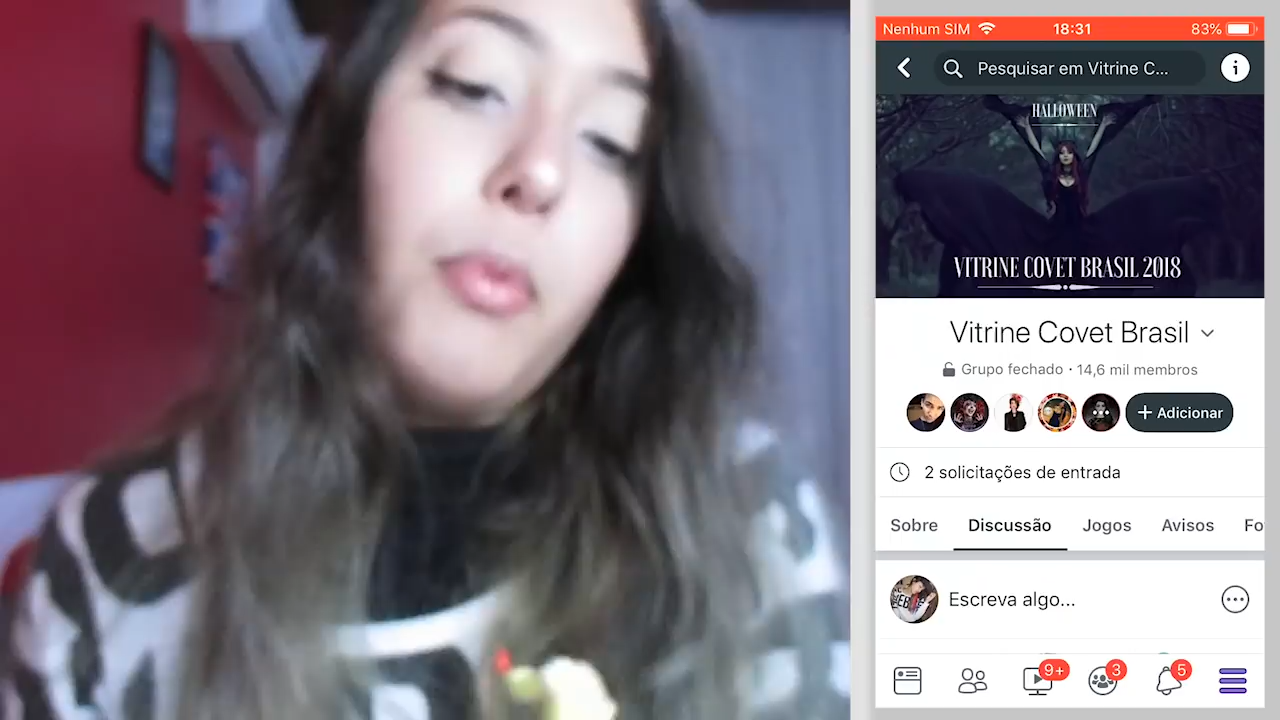 Nenhum SIM 18:31 83%
Pesquisar em Vitrine C...
HALLOWEEN
VITRINE COVET BRASIL 2018
Vitrine Covet Brasil
Grupo fechado · 14,6 mil membros
+ Adicionar
2 solicitações de entrada
Sobre Discussão Jogos Avisos Fo
Escreva algo...
9+ 3 5